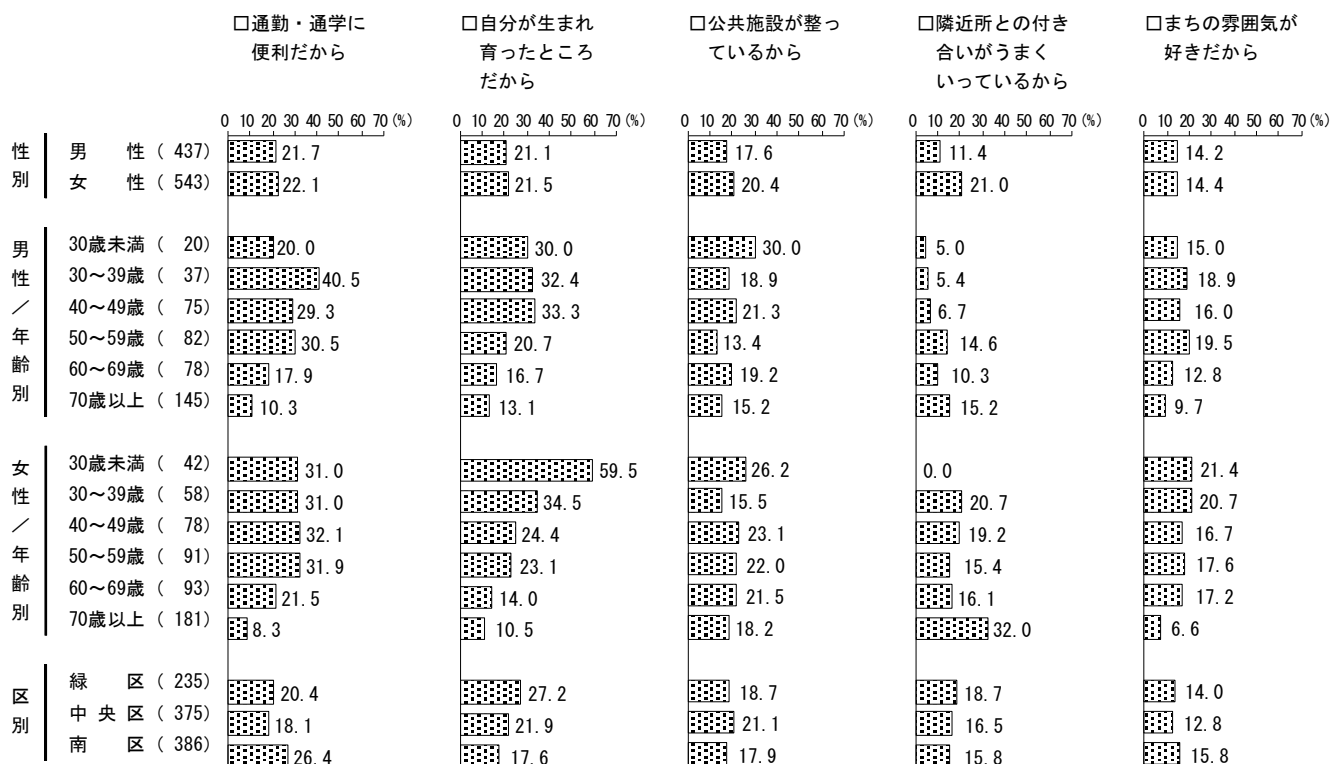 □通勤・通学に
便利だから
□自分が生まれ
育ったところ
だから
□公共施設が整っ
ているから
□隣近所との付き
合いがうまく
いっているから
□まちの雰囲気が
好きだから
0 10 20 30 40 50 60 70 (%) 0 10 20 30 40 50 60 70 (%) 0 10 20 30 40 50 60 70 (%) 0 10 20 30 40 50 60 70 (%) 0 10 20 30 40 50 60 70 (%)
性別
男 性 ( 437) 21.7 21.1 17.6 11.4 14.2
女 性 ( 543) 22.1 21.5 20.4 21.0 14.4
男性/年齢別
30歳未満 ( 20) 20.0 30.0 30.0 5.0 15.0
30~39歳 ( 37) 40.5 32.4 18.9 5.4 18.9
40~49歳 ( 75) 29.3 33.3 21.3 6.7 16.0
50~59歳 ( 82) 30.5 20.7 13.4 14.6 19.5
60~69歳 ( 78) 17.9 16.7 19.2 10.3 12.8
70歳以上 ( 145) 10.3 13.1 15.2 15.2 9.7
女性/年齢別
30歳未満 ( 42) 31.0 59.5 26.2 0.0 21.4
30~39歳 ( 58) 31.0 34.5 15.5 20.7 20.7
40~49歳 ( 78) 32.1 24.4 23.1 19.2 16.7
50~59歳 ( 91) 31.9 23.1 22.0 15.4 17.6
60~69歳 ( 93) 21.5 14.0 21.5 16.1 17.2
70歳以上 ( 181) 8.3 10.5 18.2 32.0 6.6
区別
緑 区 ( 235) 20.4 27.2 18.7 18.7 14.0
中 央 区 ( 375) 18.1 21.9 21.1 16.5 12.8
南 区 ( 386) 26.4 17.6 17.9 15.8 15.8